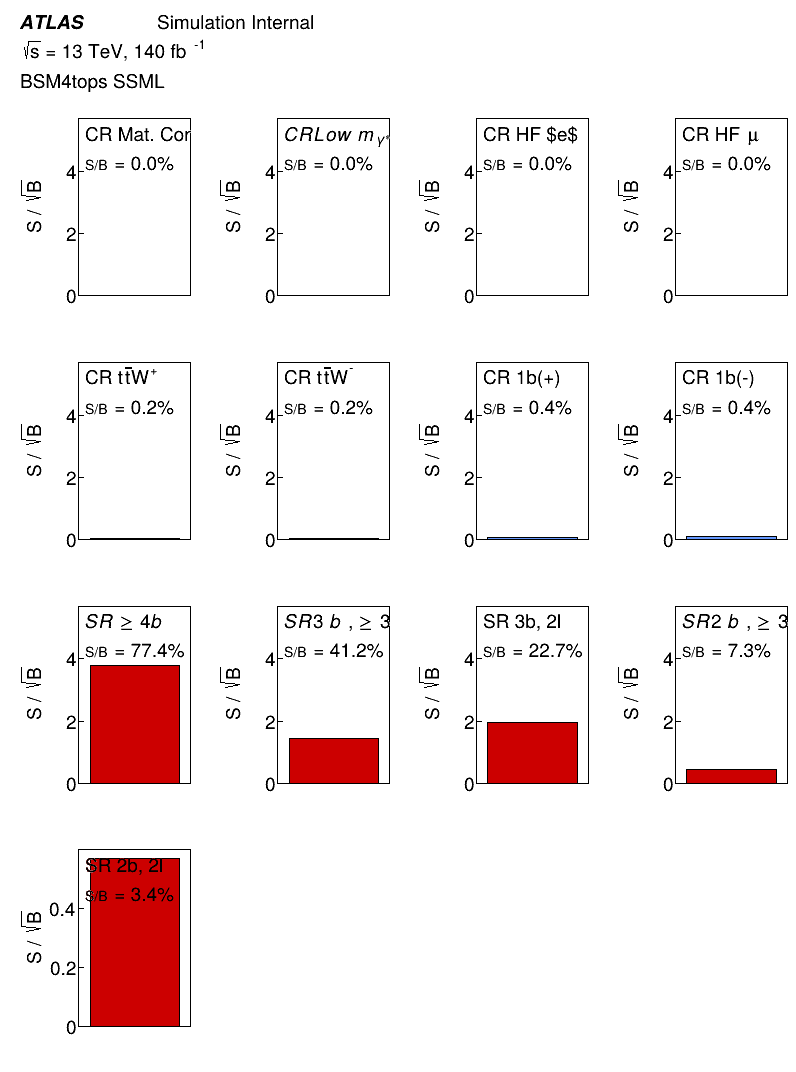 ATLAS Simulation Internal
√s = 13 TeV, 140 fb⁻¹
BSM4tops SSML
CR Mat. Con
S/B = 0.0%
S / √B
4
2
0
CRLow m_γ*
S/B = 0.0%
S / √B
4
2
0
CR HF $e$
S/B = 0.0%
S / √B
4
2
0
CR HF μ
S/B = 0.0%
S / √B
4
2
0
CR tt̄W⁺
S/B = 0.2%
S / √B
4
2
0
CR tt̄W⁻
S/B = 0.2%
S / √B
4
2
0
CR 1b(+)
S/B = 0.4%
S / √B
4
2
0
CR 1b(-)
S/B = 0.4%
S / √B
4
2
0
SR ≥ 4b
S/B = 77.4%
S / √B
4
2
0
SR3 b , ≥ 3
S/B = 41.2%
S / √B
4
2
0
SR 3b, 2l
S/B = 22.7%
S / √B
4
2
0
SR2 b , ≥ 3
S/B = 7.3%
S / √B
4
2
0
SR 2b, 2l
S/B = 3.4%
S / √B
0.4
0.2
0